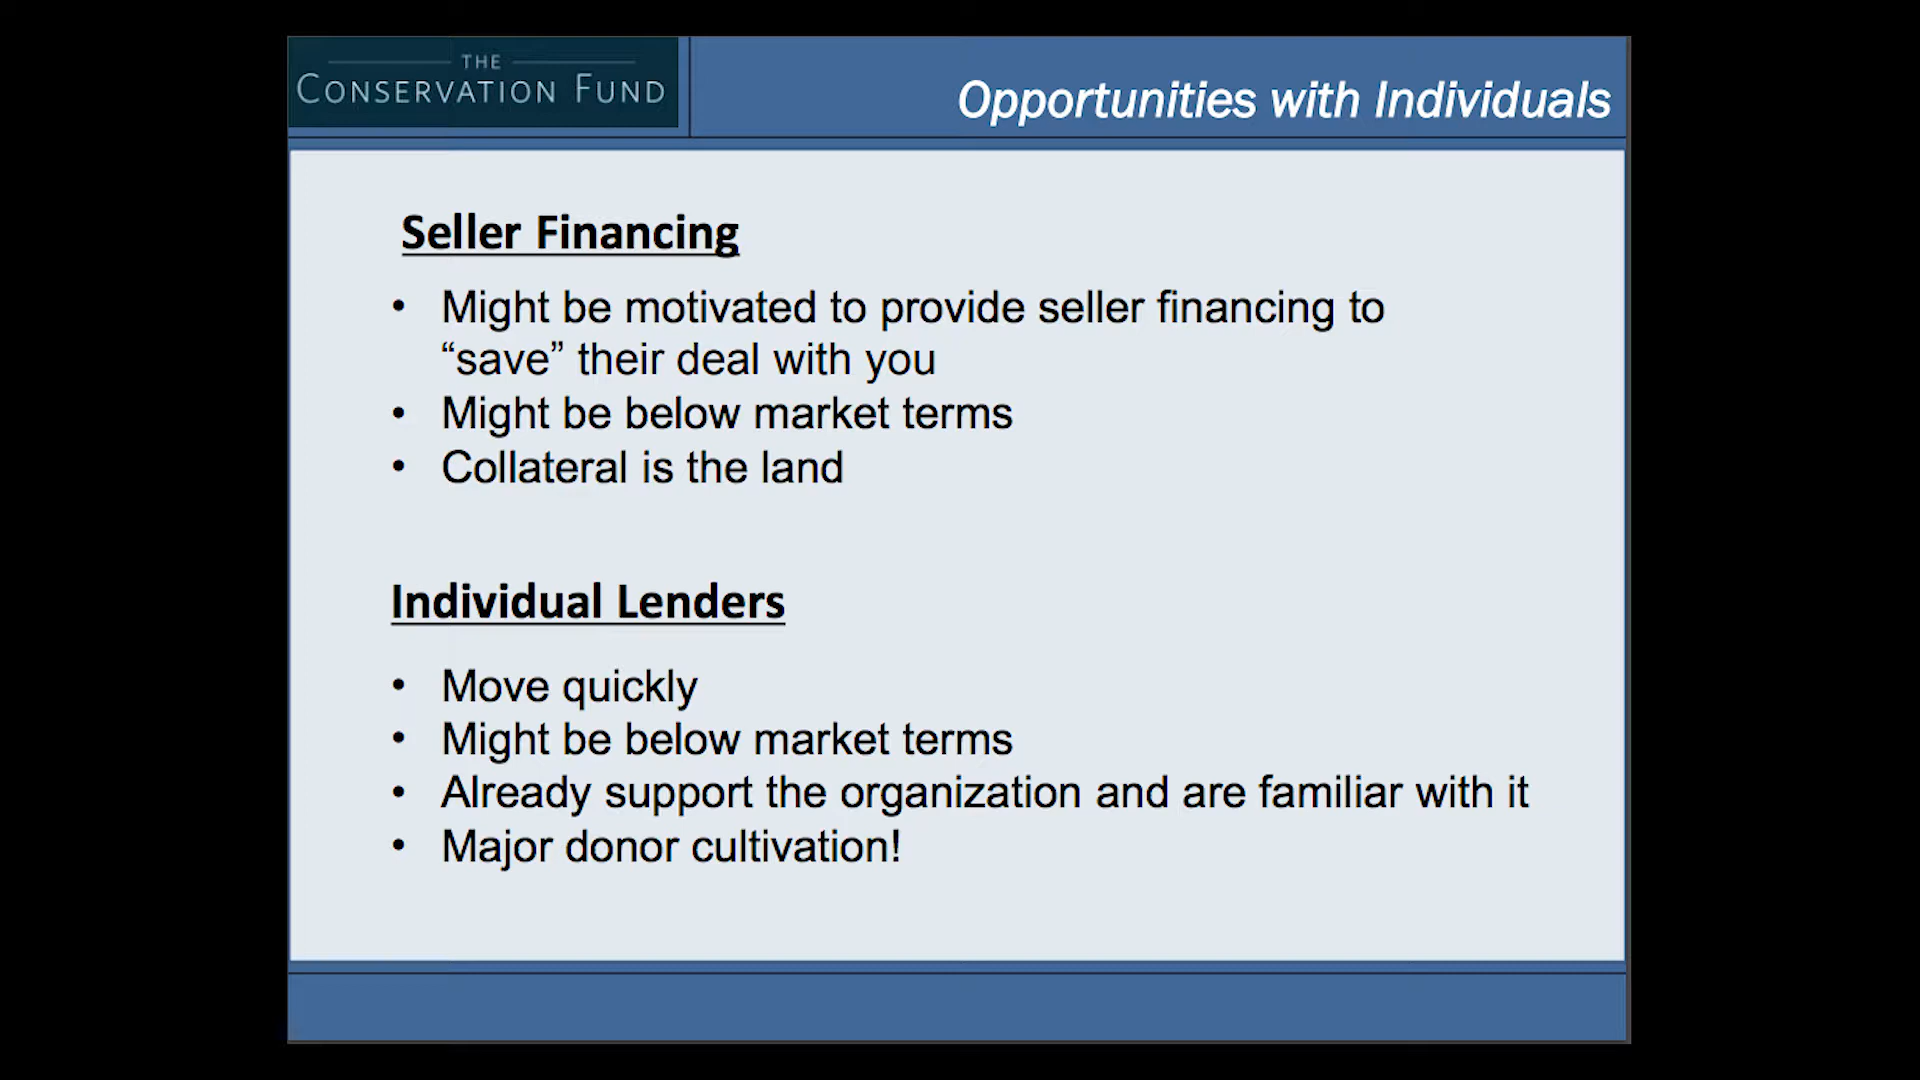 THE
CONSERVATION FUND
Opportunities with Individuals
Seller Financing
• Might be motivated to provide seller financing to
“save” their deal with you
• Might be below market terms
• Collateral is the land
Individual Lenders
• Move quickly
• Might be below market terms
• Already support the organization and are familiar with it
• Major donor cultivation!